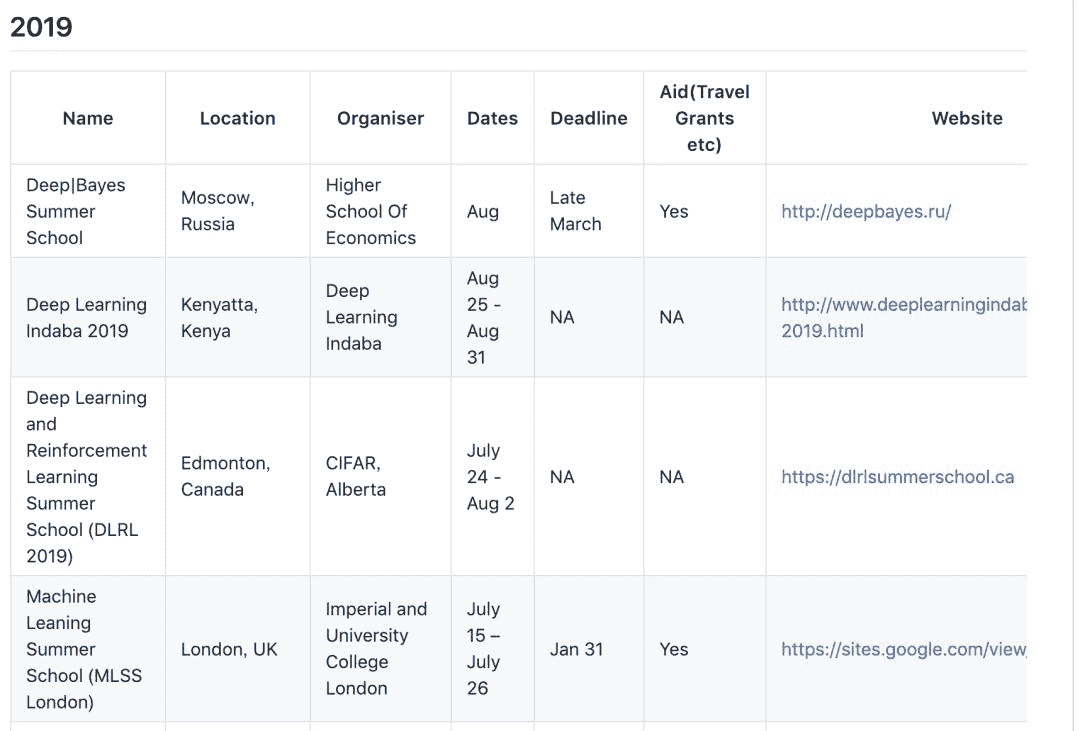 2019
Name
Location
Organiser
Dates
Deadline
Aid(Travel
Grants
etc)
Website
Deep|Bayes
Summer
School
Moscow,
Russia
Higher
School Of
Economics
Aug
Late
March
Yes
http://deepbayes.ru/
Deep Learning
Indaba 2019
Kenyatta,
Kenya
Deep
Learning
Indaba
Aug
25 -
Aug
31
NA
NA
http://www.deeplearningindab
2019.html
Deep Learning
and
Reinforcement
Learning
Summer
School (DLRL
2019)
Edmonton,
Canada
CIFAR,
Alberta
July
24 -
Aug 2
NA
NA
https://dlrlsummerschool.ca
Machine
Leaning
Summer
School (MLSS
London)
London, UK
Imperial and
University
College
London
July
15 –
July
26
Jan 31
Yes
https://sites.google.com/view/